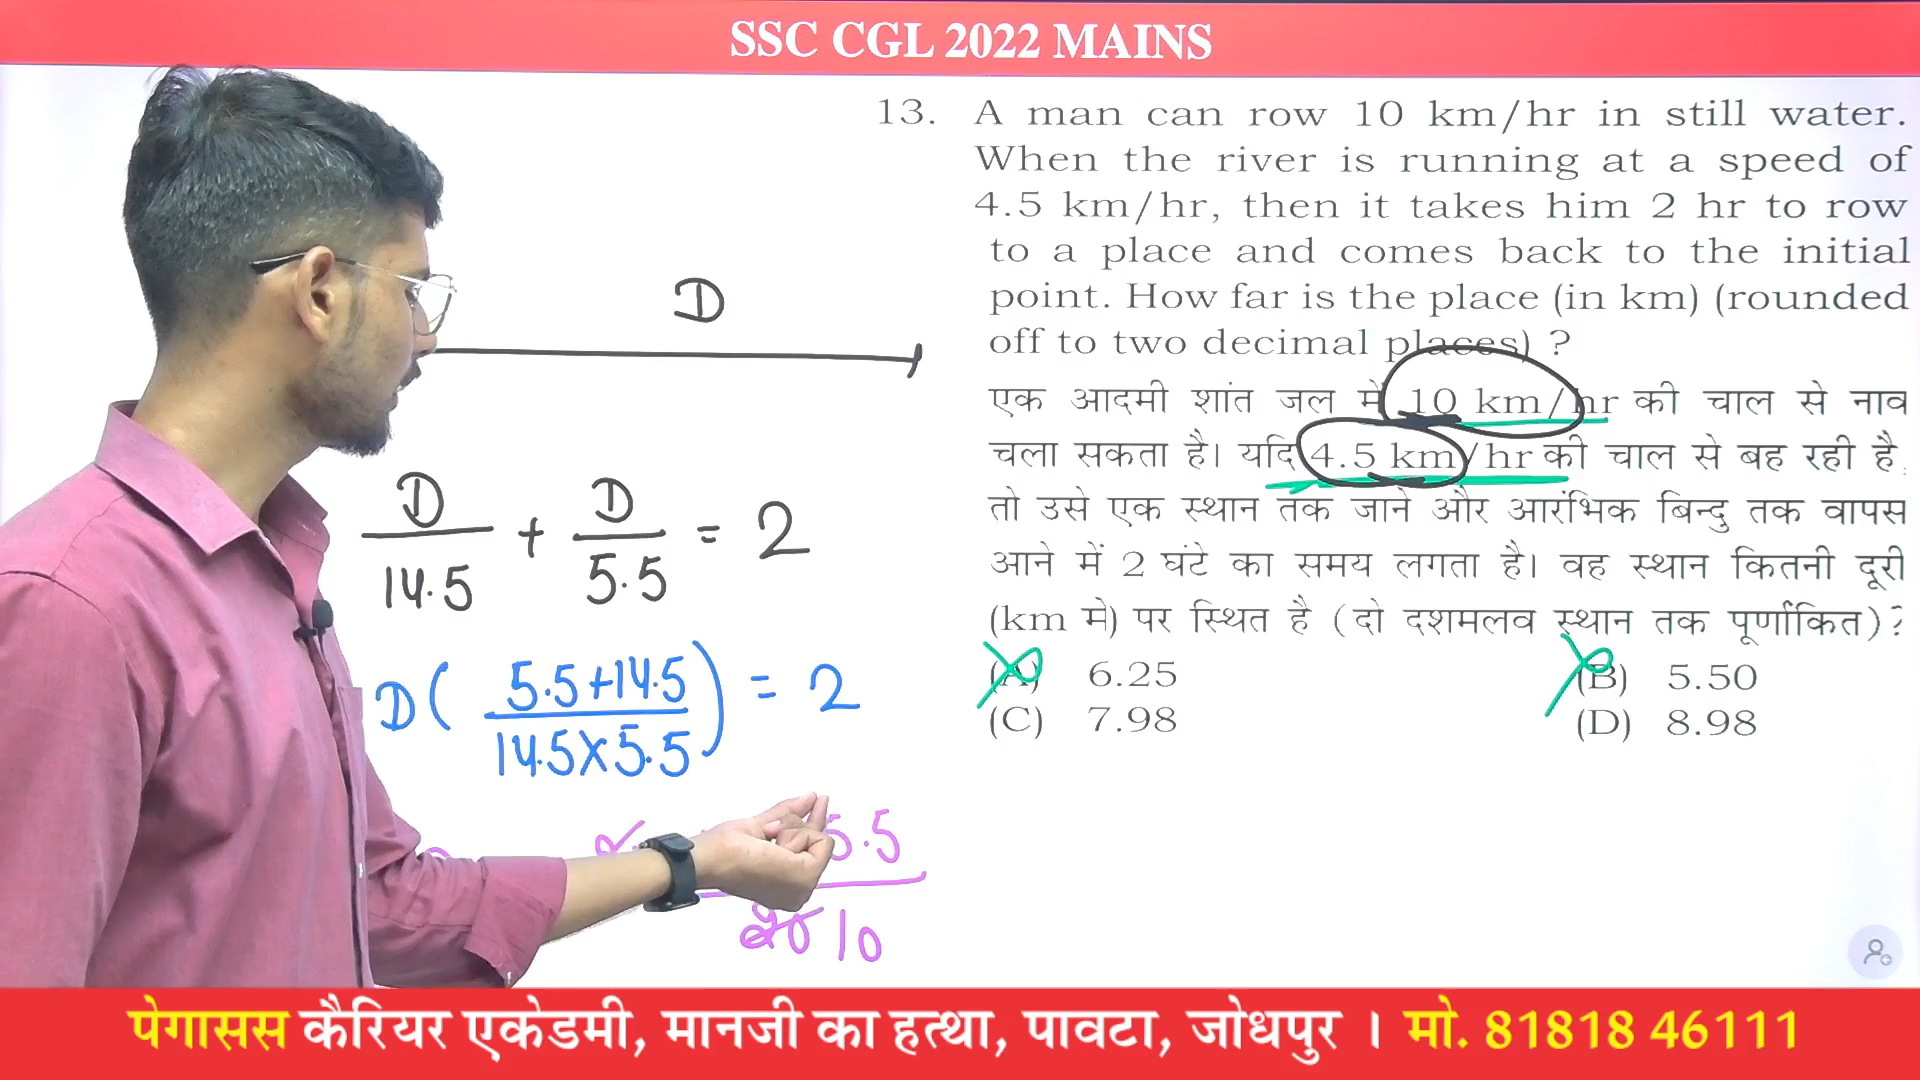 SSC CGL 2022 MAINS
13. A man can row 10 km/hr in still water.
When the river is running at a speed of
4.5 km/hr, then it takes him 2 hr to row
to a place and comes back to the initial
point. How far is the place (in km) (rounded
off to two decimal places) ?
एक आदमी शांत जल में 10 km/hr की चाल से नाव
चला सकता है। यदि 4.5 km/hr की चाल से बह रही है
तो उसे एक स्थान तक जाने और आरंभिक बिन्दु तक वापस
आने में 2 घंटे का समय लगता है। वह स्थान कितनी दूरी
(km मे) पर स्थित है (दो दशमलव स्थान तक पूर्णांकित)?
(A) 6.25 (B) 5.50
(C) 7.98 (D) 8.98
D
D/14.5 + D/5.5 = 2
D( 5.5+14.5 / 14.5×5.5 ) = 2
5.5
20 10
पेगासस कैरियर एकेडमी, मानजी का हत्था, पावटा, जोधपुर । मो. 81818 46111